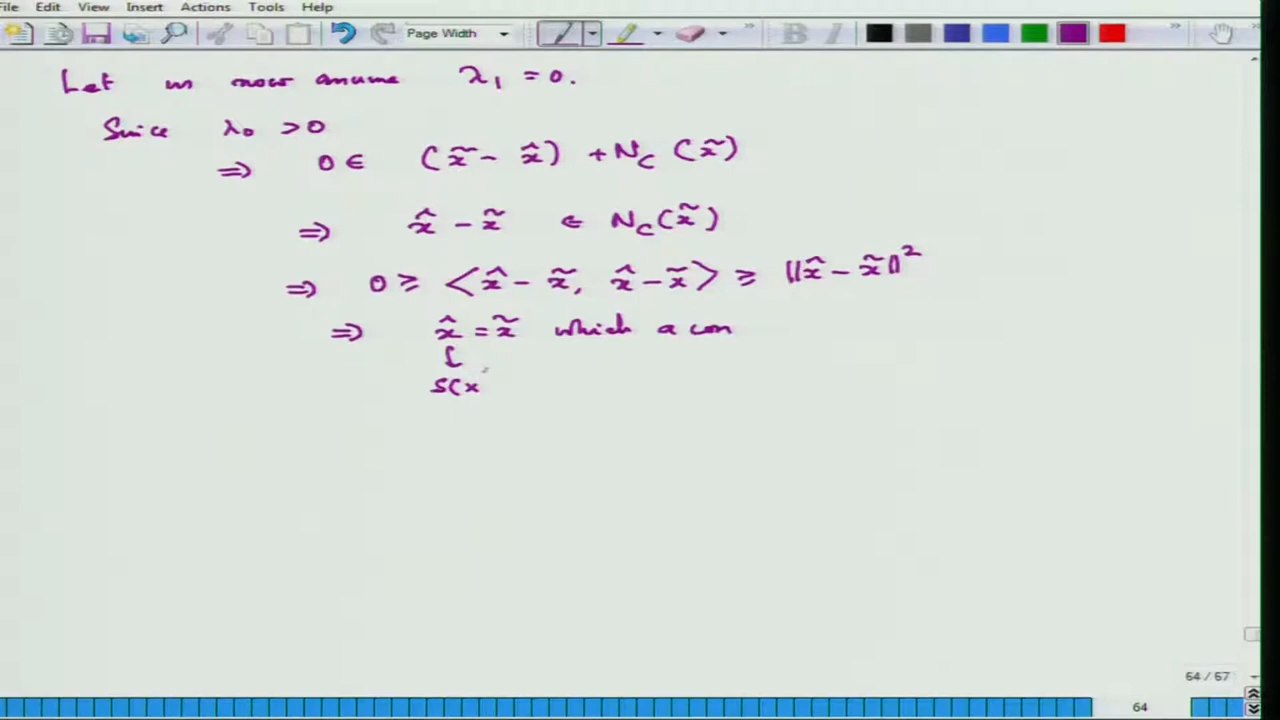 File Edit View Insert Actions Tools Help
Page Width
Let us now assume λ₁ = 0.
Since λ₀ > 0
⇒ 0 ∈ (x̃ - x̂) + N_C (x̃)
⇒ x̂ - x̃ ∈ N_C(x̃)
⇒ 0 ≥ <x̂ - x̃, x̂ - x̃> ≥ ||x̂ - x̃||²
⇒ x̂ = x̃ which a con
S(x
64 / 67
64